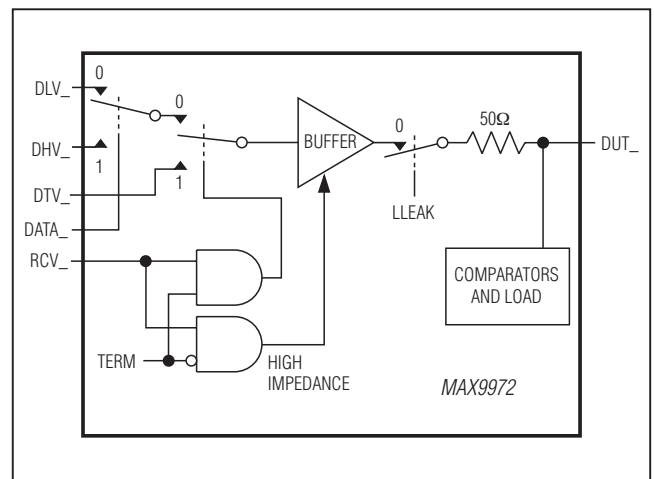 DLV_
0
0
DHV_
1
DTV_
1
DATA_
RCV_
TERM
BUFFER
HIGH
IMPEDANCE
0
LLEAK
50Ω
DUT_
COMPARATORS
AND LOAD
MAX9972